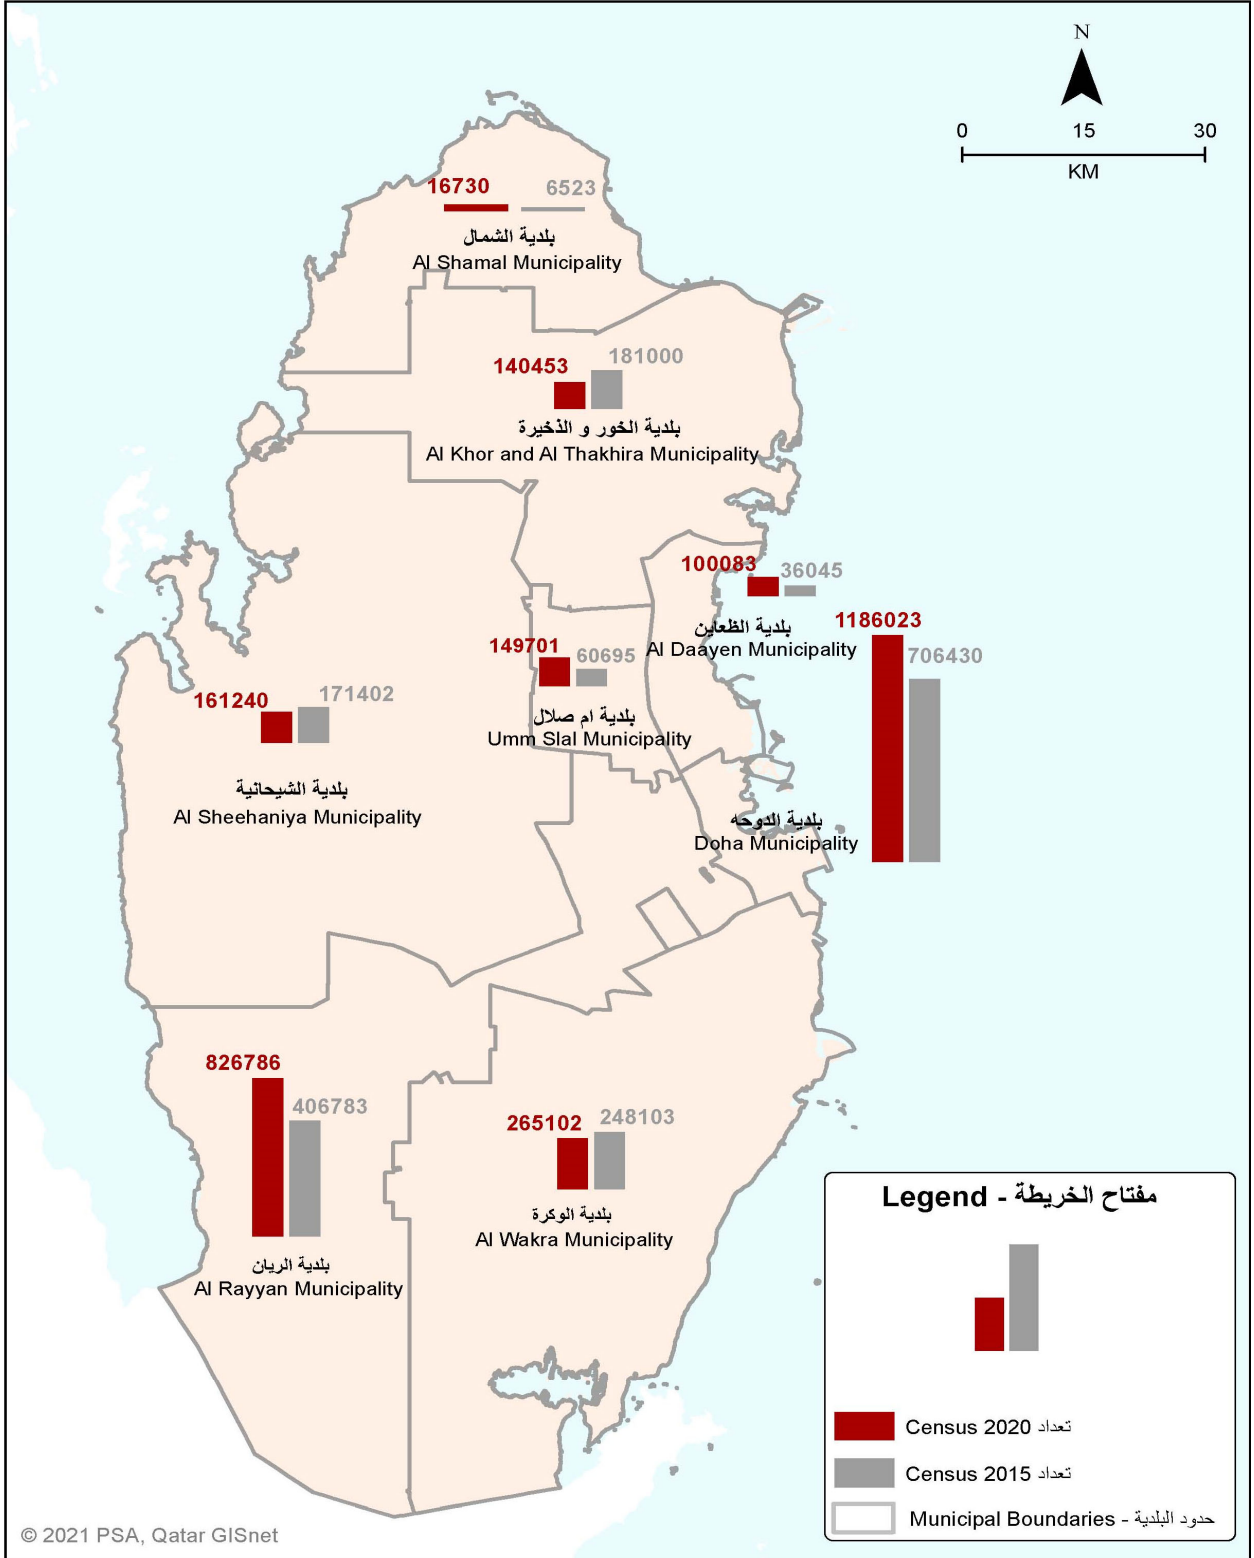 N
0 15 30
KM
16730 6523
بلدية الشمال
Al Shamal Municipality
140453 181000
بلدية الخور و الذخيرة
Al Khor and Al Thakhira Municipality
100083 36045
بلدية الظعاين
Al Daayen Municipality
1186023 706430
149701 60695
بلدية ام صلال
Umm Slal Municipality
161240 171402
بلدية الشيحانية
Al Sheehaniya Municipality
بلدية الدوحه
Doha Municipality
826786 406783
بلدية الريان
Al Rayyan Municipality
265102 248103
بلدية الوكرة
Al Wakra Municipality
Legend - مفتاح الخريطة
Census 2020 تعداد
Census 2015 تعداد
Municipal Boundaries - حدود البلدية
© 2021 PSA, Qatar GISnet